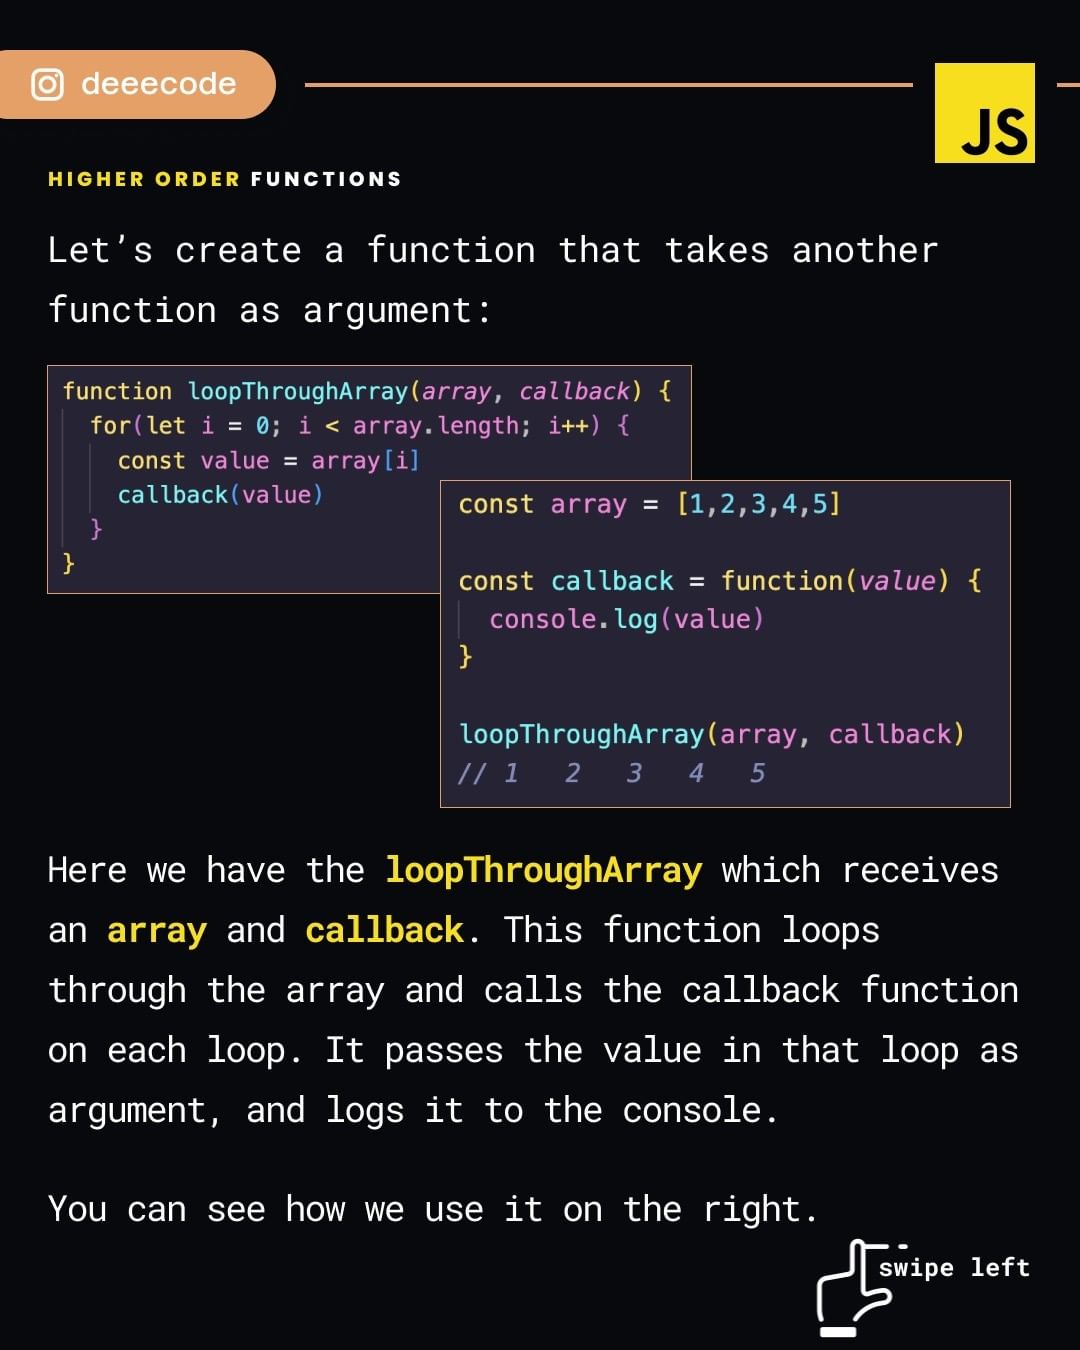 deeecode
JS
HIGHER ORDER FUNCTIONS
Let’s create a function that takes another
function as argument:
function loopThroughArray(array, callback) {
  for(let i = 0; i < array.length; i++) {
    const value = array[i]
    callback(value)
  }
}
const array = [1,2,3,4,5]
const callback = function(value) {
  console.log(value)
}
loopThroughArray(array, callback)
// 1   2   3   4   5
Here we have the loopThroughArray which receives
an array and callback. This function loops
through the array and calls the callback function
on each loop. It passes the value in that loop as
argument, and logs it to the console.
You can see how we use it on the right.
swipe left